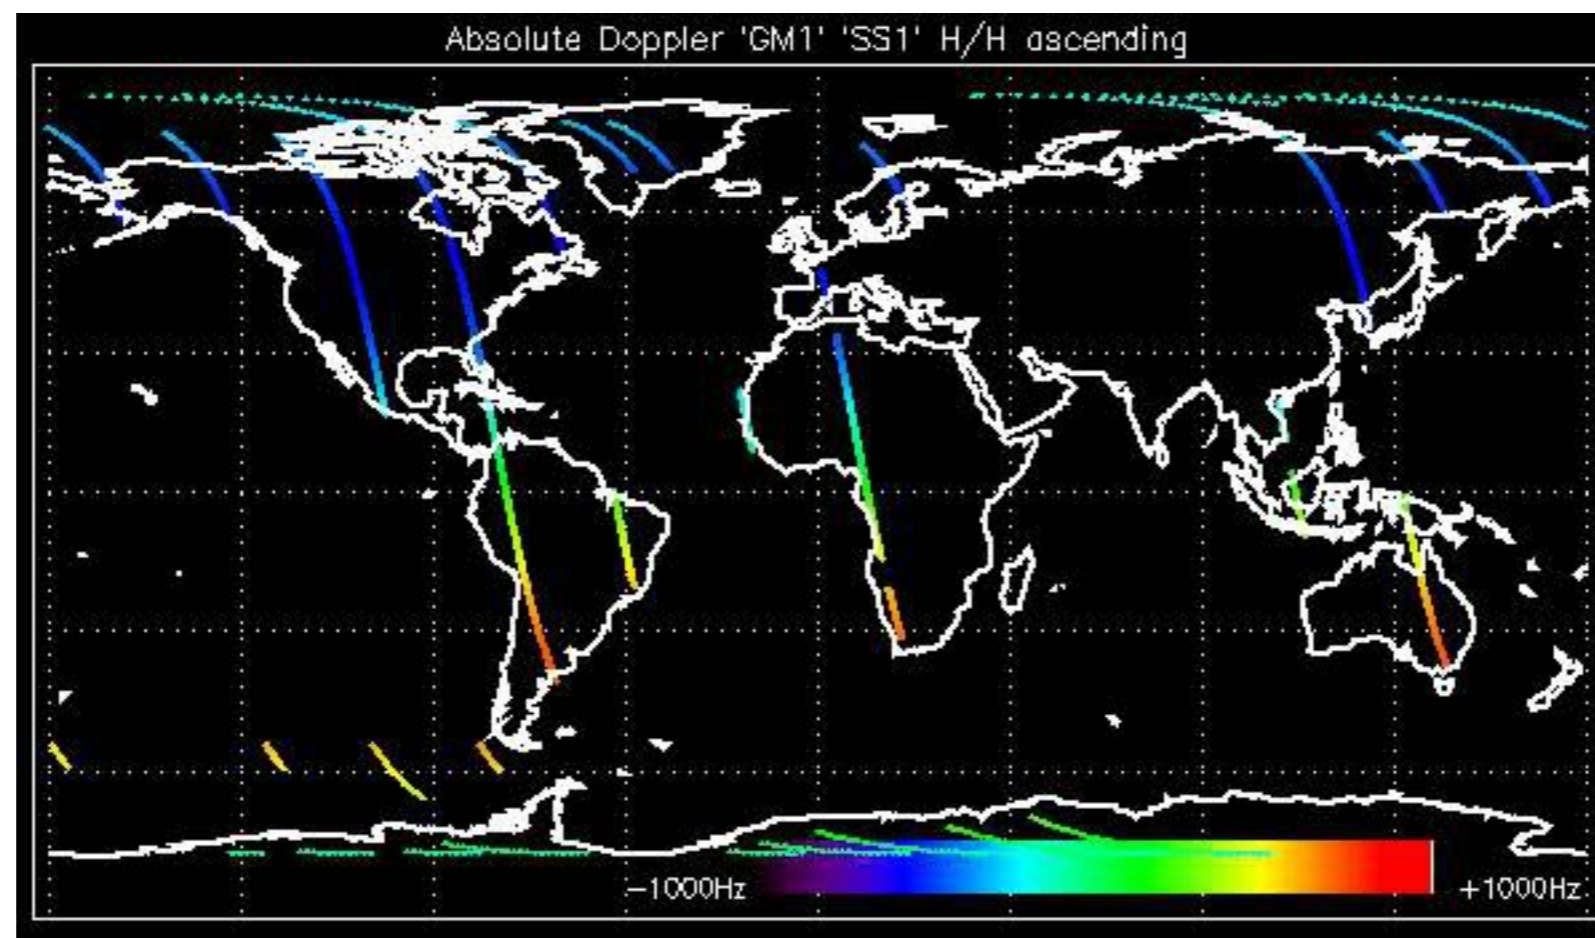 Absolute Doppler 'GM1' 'SS1' H/H ascending
-1000Hz
+1000Hz